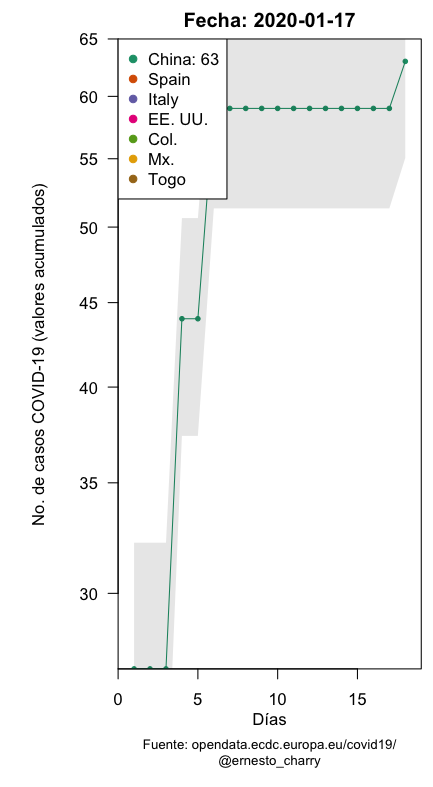 Fecha: 2020-01-17
China: 63
Spain
Italy
EE. UU.
Col.
Mx.
Togo
No. de casos COVID-19 (valores acumulados)
65
60
55
50
45
40
35
30
0 5 10 15
Días
Fuente: opendata.ecdc.europa.eu/covid19/
@ernesto_charry